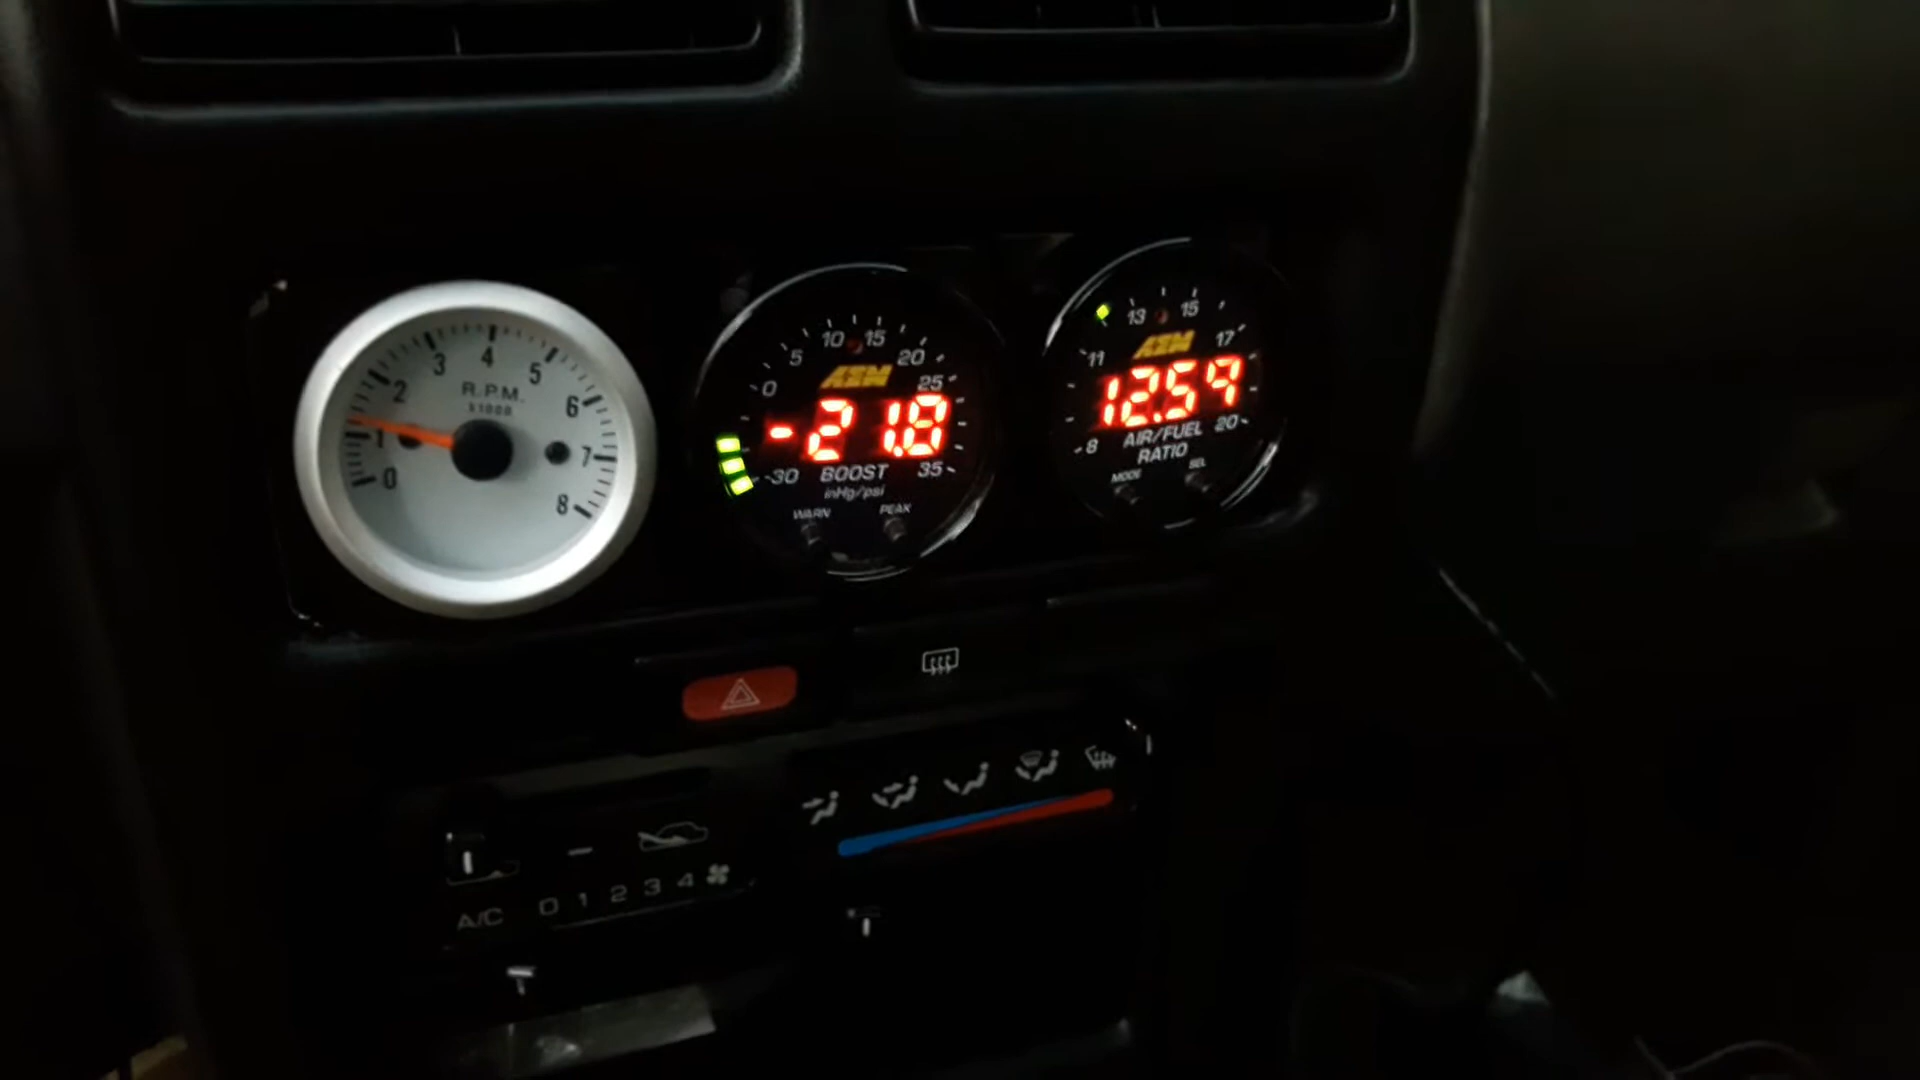 0 1 2 3 4 5 6 7 8
R.P.M.
X1000
-30 0 5 10 15 20 25 35
AEM
-21.8
BOOST
inHg/psi
WARN PEAK
8 11 13 15 17 20
AEM
12.59
AIR/FUEL
RATIO
MODE SEL
A/C 0 1 2 3 4